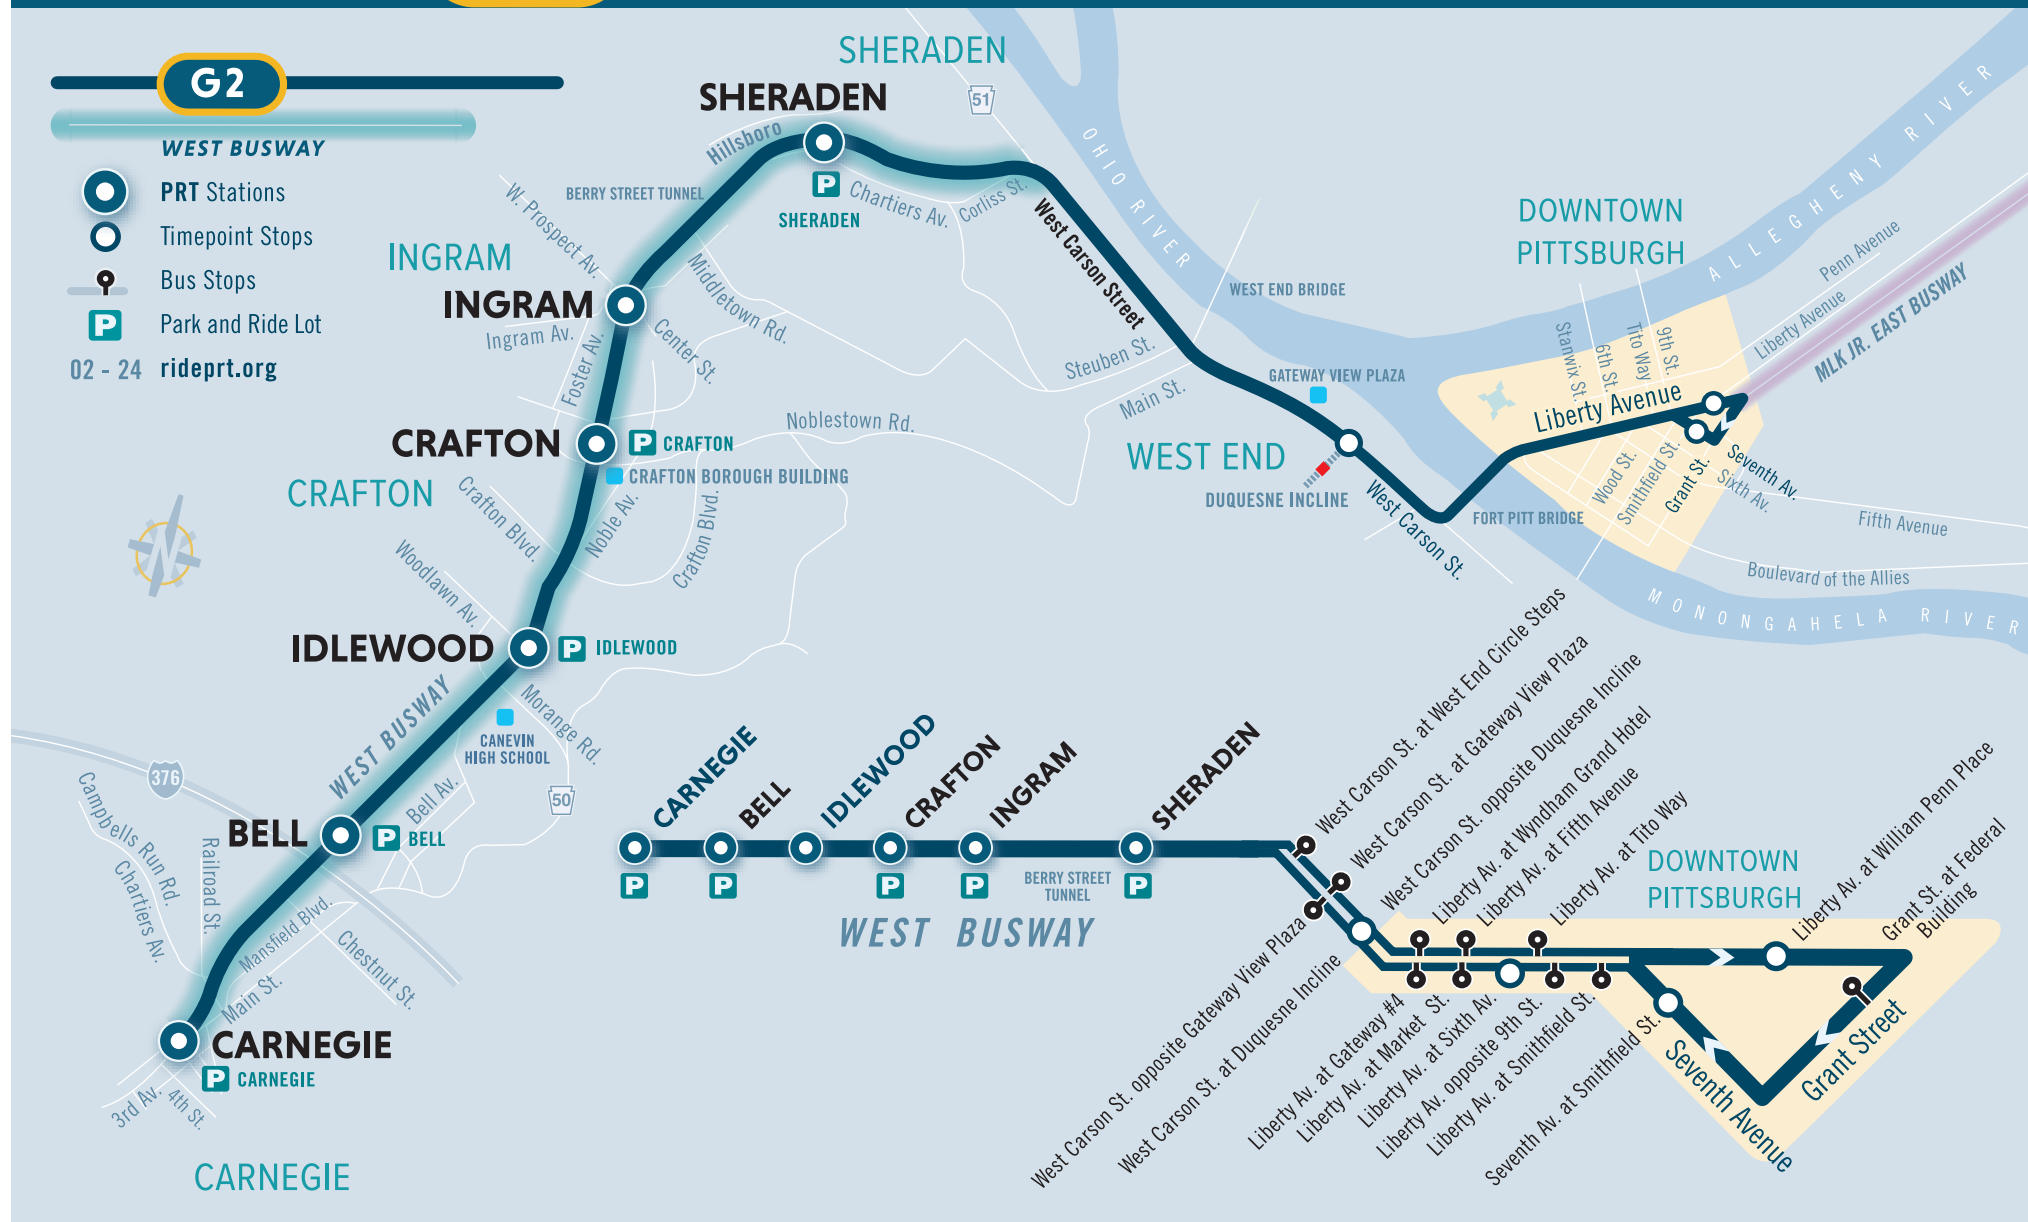 G2
WEST BUSWAY
PRT Stations
Timepoint Stops
Bus Stops
P
Park and Ride Lot
02 - 24
rideprt.org
SHERADEN
SHERADEN
51
Hillsboro
P
SHERADEN
Chartiers Av.
Corliss St.
BERRY STREET TUNNEL
W. Prospect Av.
INGRAM
INGRAM
Ingram Av.
Foster Av.
Center St.
Middletown Rd.
West Carson Street
OHIO RIVER
WEST END BRIDGE
Steuben St.
Main St.
GATEWAY VIEW PLAZA
WEST END
DUQUESNE INCLINE
West Carson St.
FORT PITT BRIDGE
DOWNTOWN
PITTSBURGH
ALLEGHENY RIVER
Penn Avenue
Liberty Avenue
MLK JR. EAST BUSWAY
Stanwix St.
6th St.
Tito Way
9th St.
Liberty Avenue
Wood St.
Smithfield St.
Grant St.
Seventh Av.
Sixth Av.
Fifth Avenue
Boulevard of the Allies
MONONGAHELA RIVER
CRAFTON
P
CRAFTON
CRAFTON BOROUGH BUILDING
CRAFTON
Noblestown Rd.
Crafton Blvd.
Noble Av.
Crafton Blvd.
Woodlawn Av.
IDLEWOOD
P
IDLEWOOD
Morange Rd.
WEST BUSWAY
CANEVIN
HIGH SCHOOL
50
376
Bell Av.
BELL
P
BELL
Campbells Run Rd.
Chartiers Av.
Railroad St.
Mansfield Blvd.
Chestnut St.
Main St.
CARNEGIE
P
CARNEGIE
3rd Av.
4th St.
CARNEGIE
CARNEGIE
BELL
IDLEWOOD
CRAFTON
INGRAM
SHERADEN
P
P
P
P
P
BERRY STREET
TUNNEL
WEST BUSWAY
West Carson St. at West End Circle Steps
West Carson St. at Gateway View Plaza
West Carson St. opposite Duquesne Incline
Liberty Av. at Wyndham Grand Hotel
Liberty Av. at Fifth Avenue
Liberty Av. at Tito Way
DOWNTOWN
PITTSBURGH
Liberty Av. at William Penn Place
Grant St. at Federal
Building
West Carson St. opposite Gateway View Plaza
West Carson St. at Duquesne Incline
Liberty Av. at Gateway #4
Liberty Av. at Market St.
Liberty Av. at Sixth Av.
Liberty Av. opposite 9th St.
Liberty Av. at Smithfield St.
Seventh Av. at Smithfield St.
Seventh Avenue
Grant Street